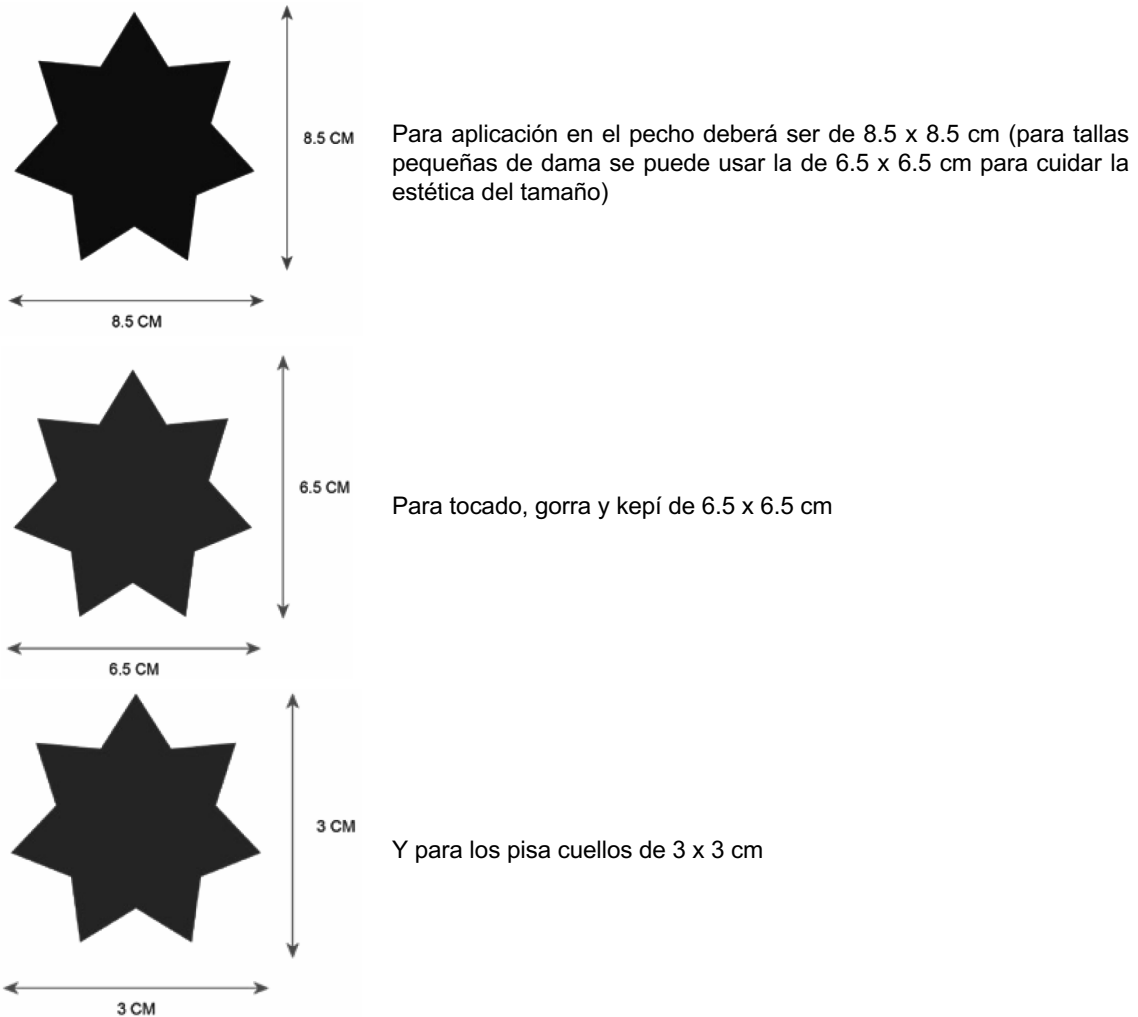 8.5 CM
Para aplicación en el pecho deberá ser de 8.5 x 8.5 cm (para tallas
pequeñas de dama se puede usar la de 6.5 x 6.5 cm para cuidar la
estética del tamaño)
8.5 CM
6.5 CM
Para tocado, gorra y kepí de 6.5 x 6.5 cm
6.5 CM
3 CM
Y para los pisa cuellos de 3 x 3 cm
3 CM